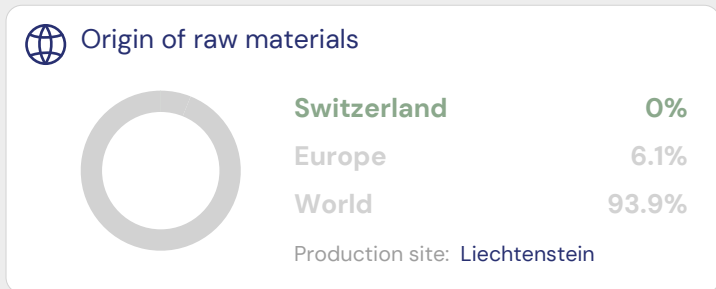 Origin of raw materials
Switzerland 0%
Europe 6.1%
World 93.9%
Production site: Liechtenstein